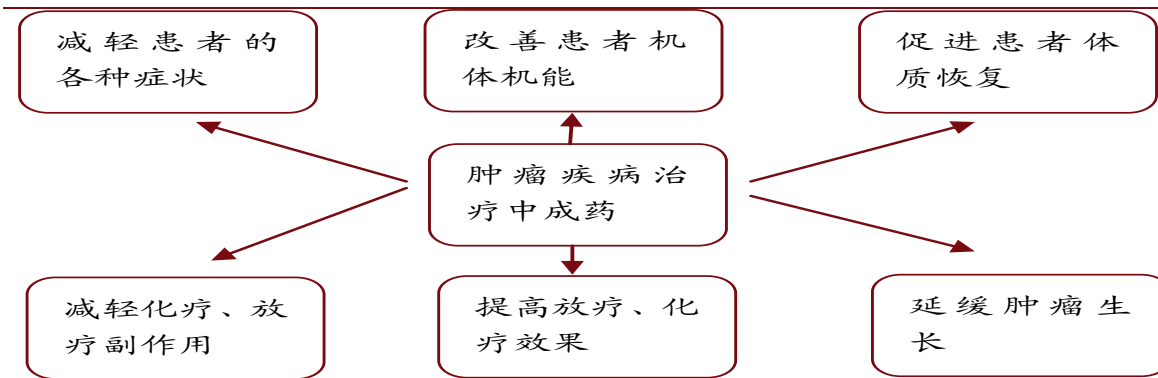 减轻患者的
各种症状
改善患者机
体机能
促进患者体
质恢复
肿瘤疾病治
疗中成药
减轻化疗、放
疗副作用
提高放疗、化
疗效果
延缓肿瘤生
长